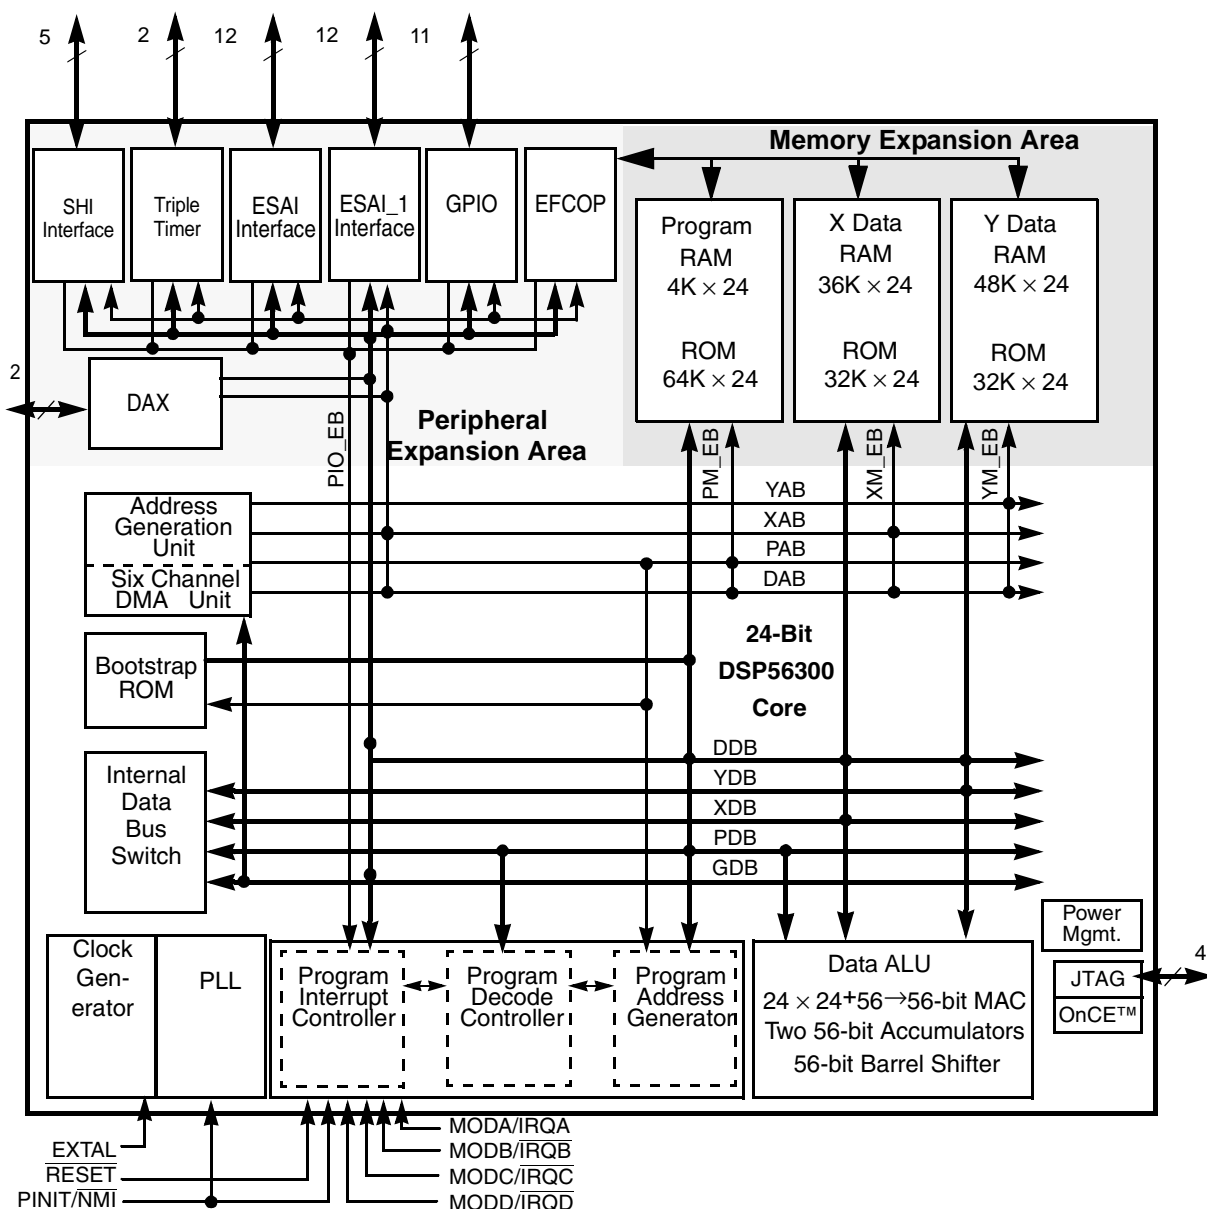 5
2
12
12
11
Memory Expansion Area
SHI
Interface
Triple
Timer
ESAI
Interface
ESAI_1
Interface
GPIO
EFCOP
Program
RAM
4K × 24
ROM
64K × 24
X Data
RAM
36K × 24
ROM
32K × 24
Y Data
RAM
48K × 24
ROM
32K × 24
2
DAX
Peripheral
Expansion Area
PIO_EB
PM_EB
XM_EB
YM_EB
Address
Generation
Unit
Six Channel
DMA Unit
YAB
XAB
PAB
DAB
Bootstrap
ROM
24-Bit
DSP56300
Core
Internal
Data
Bus
Switch
DDB
YDB
XDB
PDB
GDB
Clock
Gen-
erator
PLL
Program
Interrupt
Controller
Program
Decode
Controller
Program
Address
Generator
Data ALU
24 × 24+56→56-bit MAC
Two 56-bit Accumulators
56-bit Barrel Shifter
Power
Mgmt.
JTAG
OnCE™
4
EXTAL
RESET
PINIT/NMI
MODA/IRQA
MODB/IRQB
MODC/IRQC
MODD/IRQD